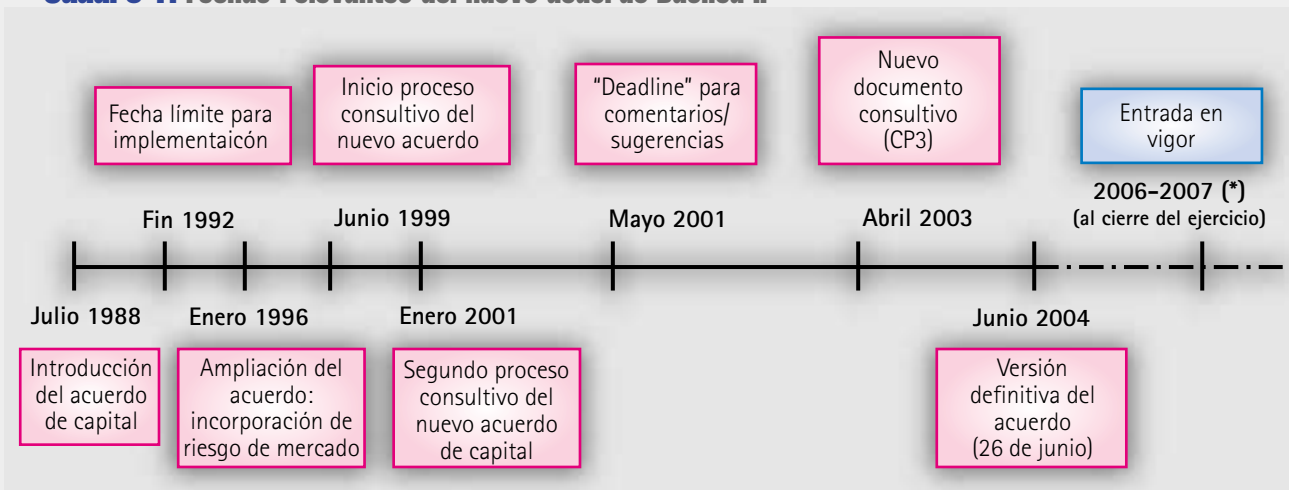 Fecha límite para
implementaicón
Inicio proceso
consultivo del
nuevo acuerdo
“Deadline” para
comentarios/
sugerencias
Nuevo
documento
consultivo
(CP3)
Entrada en
vigor
Fin 1992
Junio 1999
Mayo 2001
Abril 2003
2006-2007 (*)
(al cierre del ejercicio)
Julio 1988
Enero 1996
Enero 2001
Junio 2004
Introducción
del acuerdo
de capital
Ampliación del
acuerdo:
incorporación de
riesgo de mercado
Segundo proceso
consultivo del
nuevo acuerdo
de capital
Versión
definitiva del
acuerdo
(26 de junio)